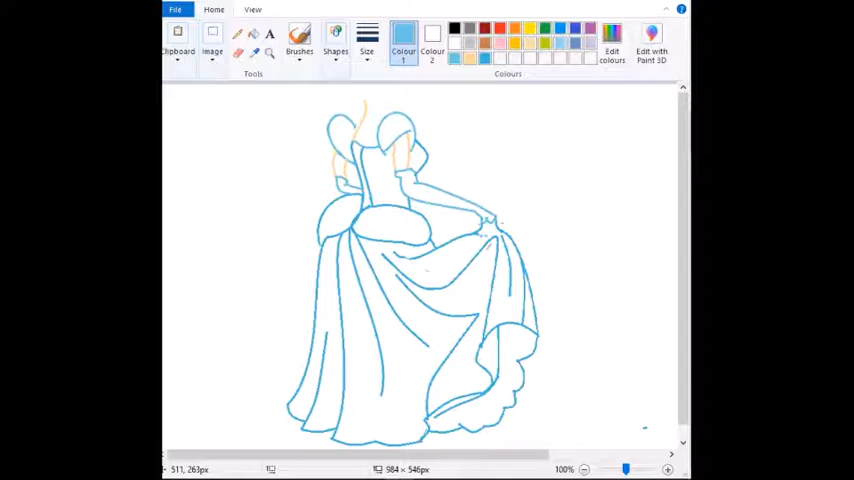 File Home View
Clipboard
Image
A
Tools
Brushes
Shapes
Size
Colour
1
Colour
2
Edit
colours
Edit with
Paint 3D
Colours
511, 263px
984 × 546px
100%